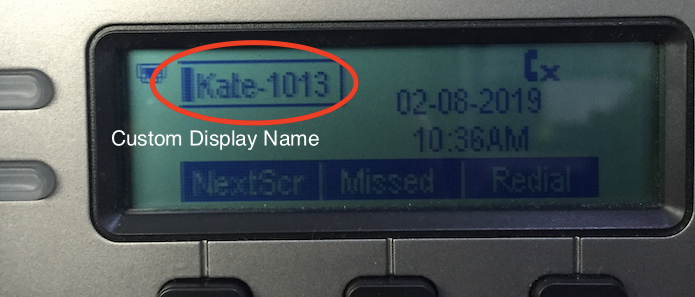 Kate-1013
02-08-2019
Custom Display Name
10:36AM
NextScr Missed Redial